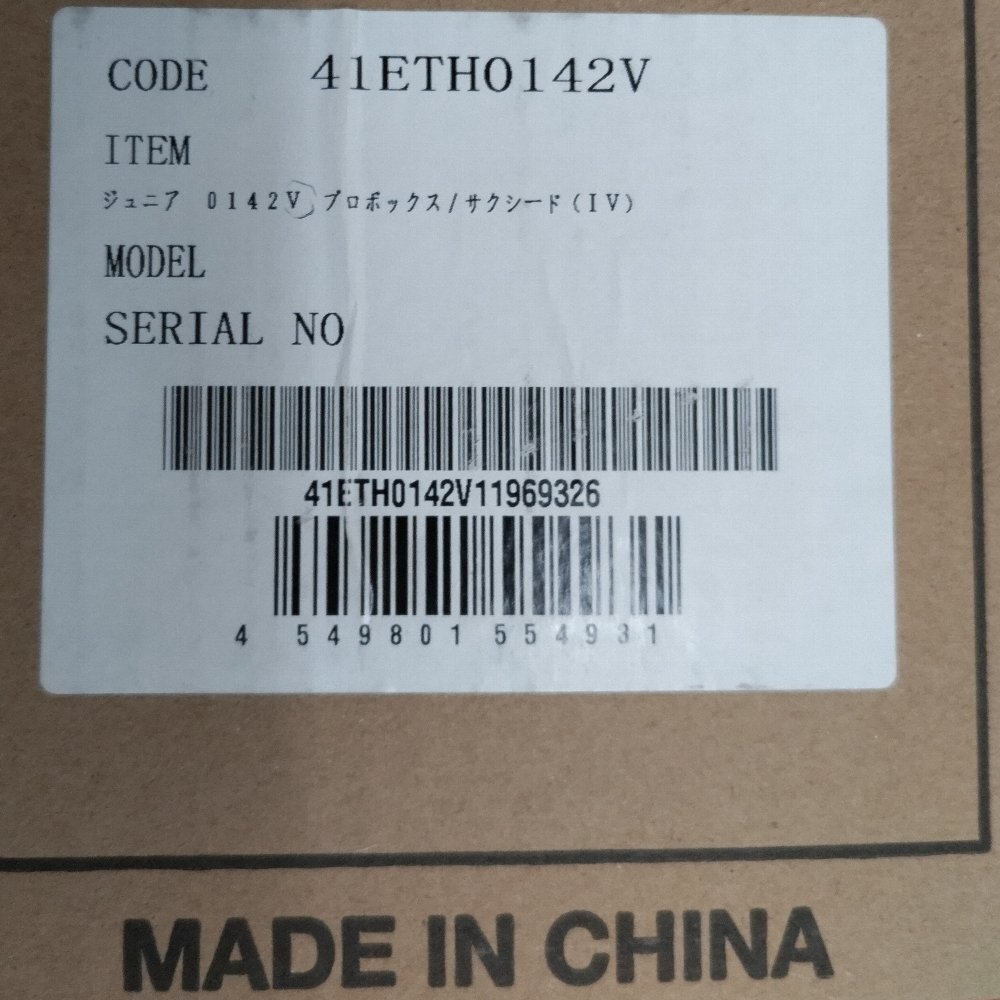 CODE 41ETH0142V
ITEM
ジュニア 0142V プロボックス/サクシード(IV)
MODEL
SERIAL NO
41ETH0142V11969326
4 549801 554931
MADE IN CHINA